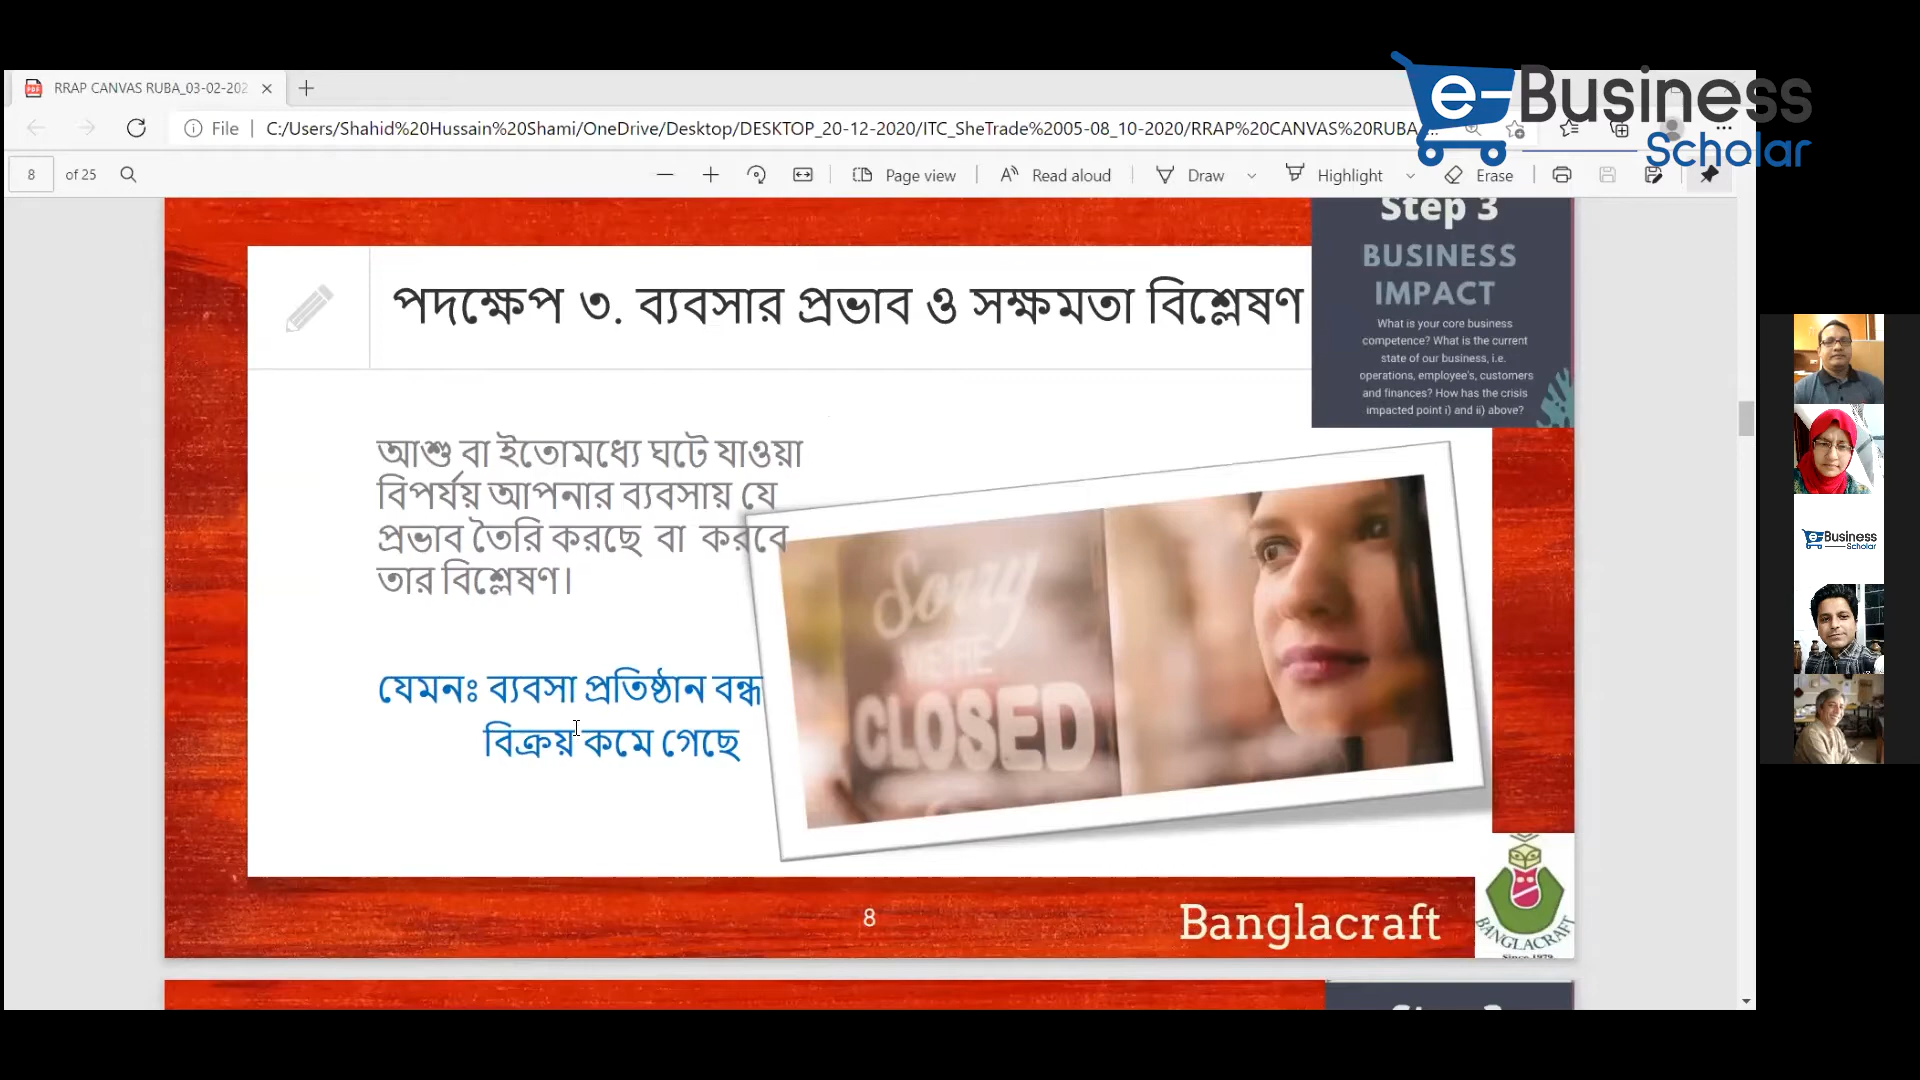 RRAP CANVAS RUBA_03-02-202
e-Business
Scholar
File
C:/Users/Shahid%20Hussain%20Shami/OneDrive/Desktop/DESKTOP_20-12-2020/ITC_SheTrade%2005-08_10-2020/RRAP%20CANVAS%20RUBA_...
8 of 25
Page view
Read aloud
Draw
Highlight
Erase
Step 3
BUSINESS
IMPACT
What is your core business
competence? What is the current
state of our business, i.e.
operations, employee's, customers
and finances? How has the crisis
impacted point i) and ii) above?
পদক্ষেপ ৩. ব্যবসার প্রভাব ও সক্ষমতা বিশ্লেষণ
আশু বা ইতোমধ্যে ঘটে যাওয়া
বিপর্যয় আপনার ব্যবসায় যে
প্রভাব তৈরি করছে বা করবে
তার বিশ্লেষণ।
যেমনঃ ব্যবসা প্রতিষ্ঠান বন্ধ
বিক্রয় কমে গেছে
Sorry
WE'RE
CLOSED
8
Banglacraft
BANGLACRAFT
Since 1979
e-Business
Scholar